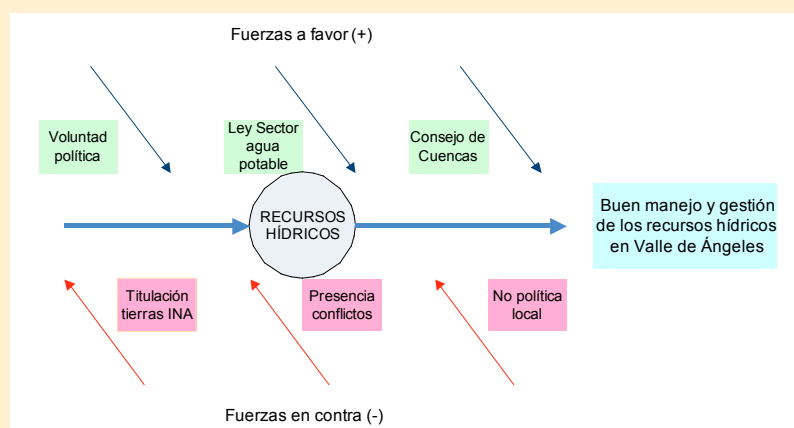 Fuerzas a favor (+)
Voluntad
política
Ley Sector
agua
potable
Consejo de
Cuencas
RECURSOS
HÍDRICOS
Buen manejo y gestión
de los recursos hídricos
en Valle de Ángeles
Titulación
tierras INA
Presencia
conflictos
No política
local
Fuerzas en contra (-)